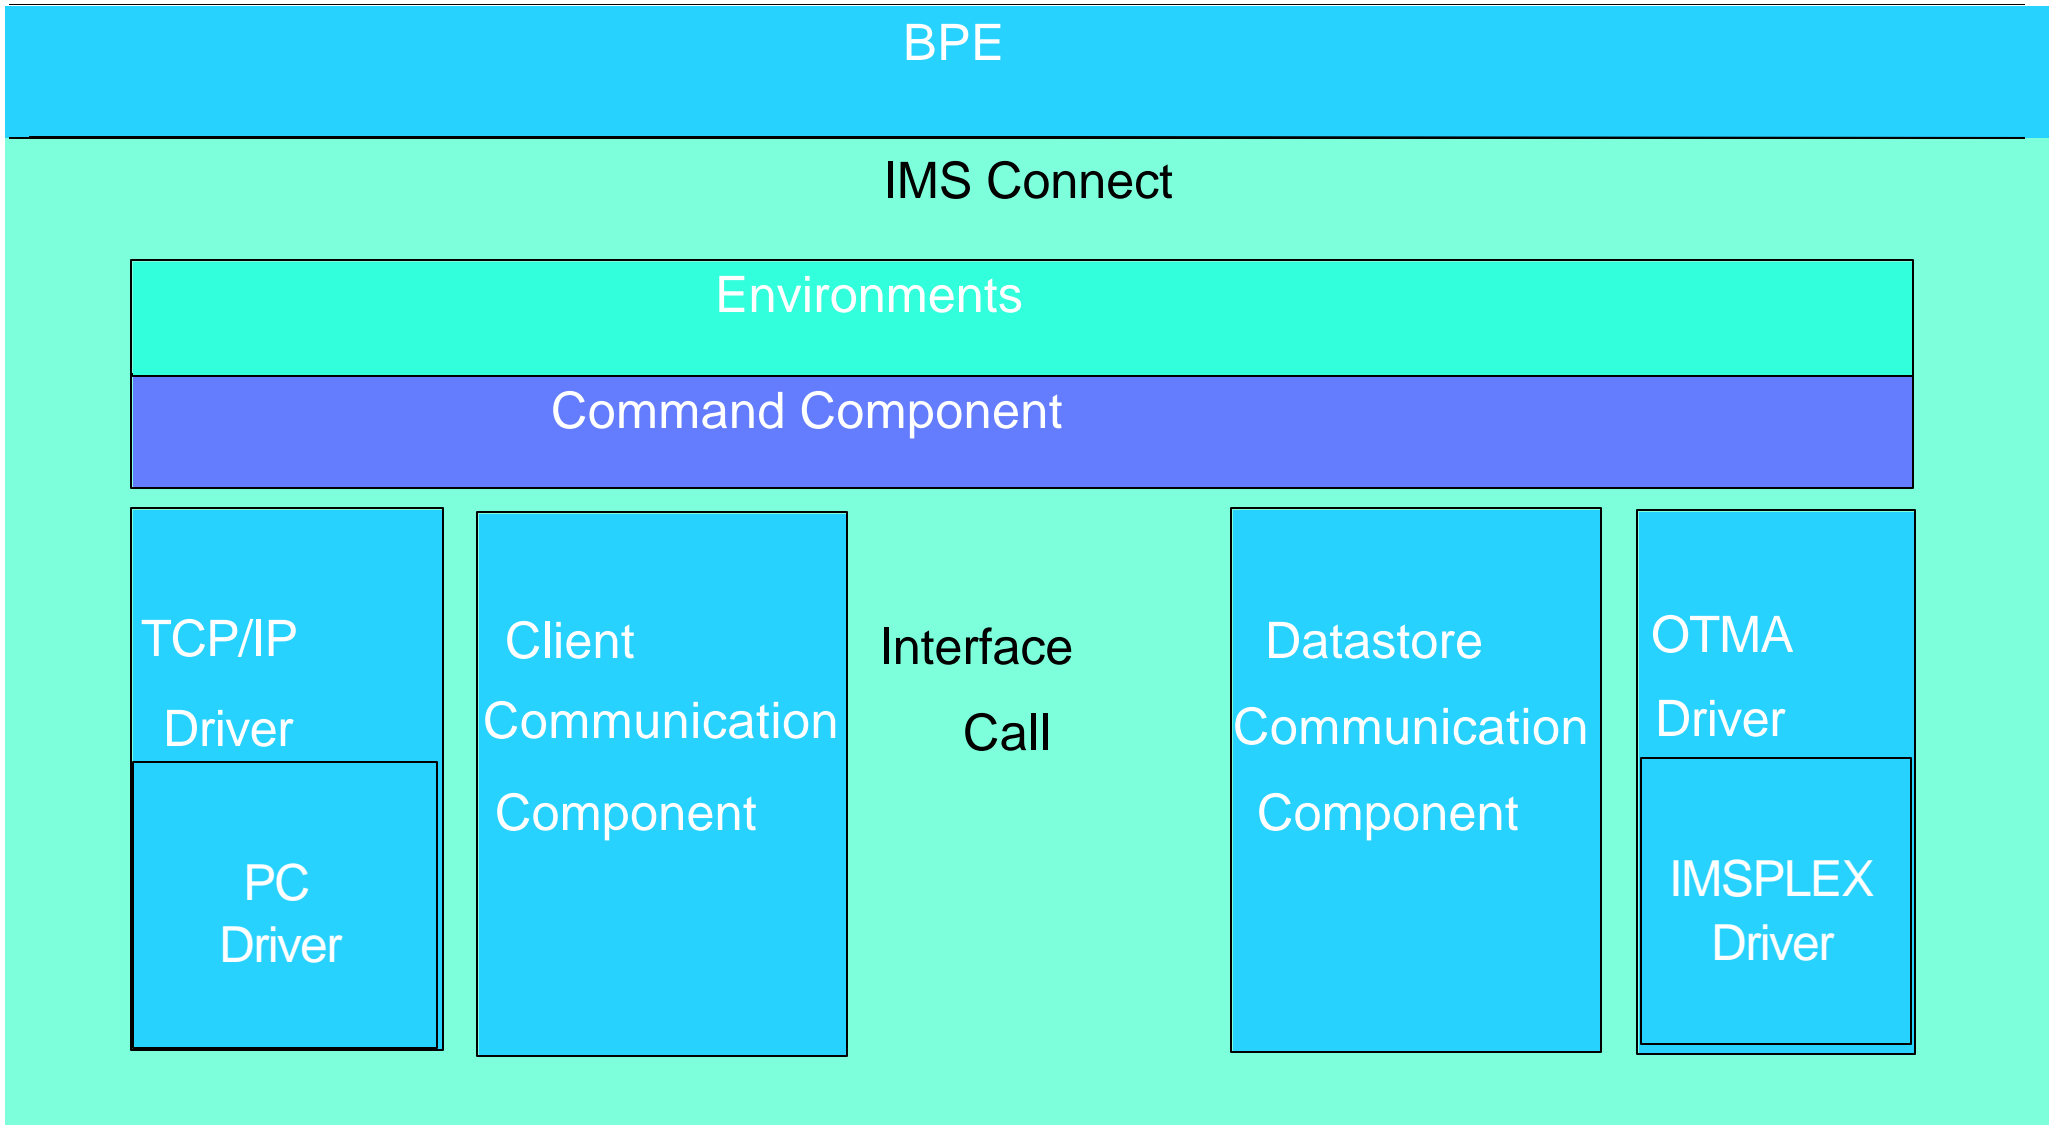 BPE
IMS Connect
Environments
Command Component
TCP/IP
Driver
PC
Driver
Client
Communication
Component
Interface
Call
Datastore
Communication
Component
OTMA
Driver
IMSPLEX
Driver